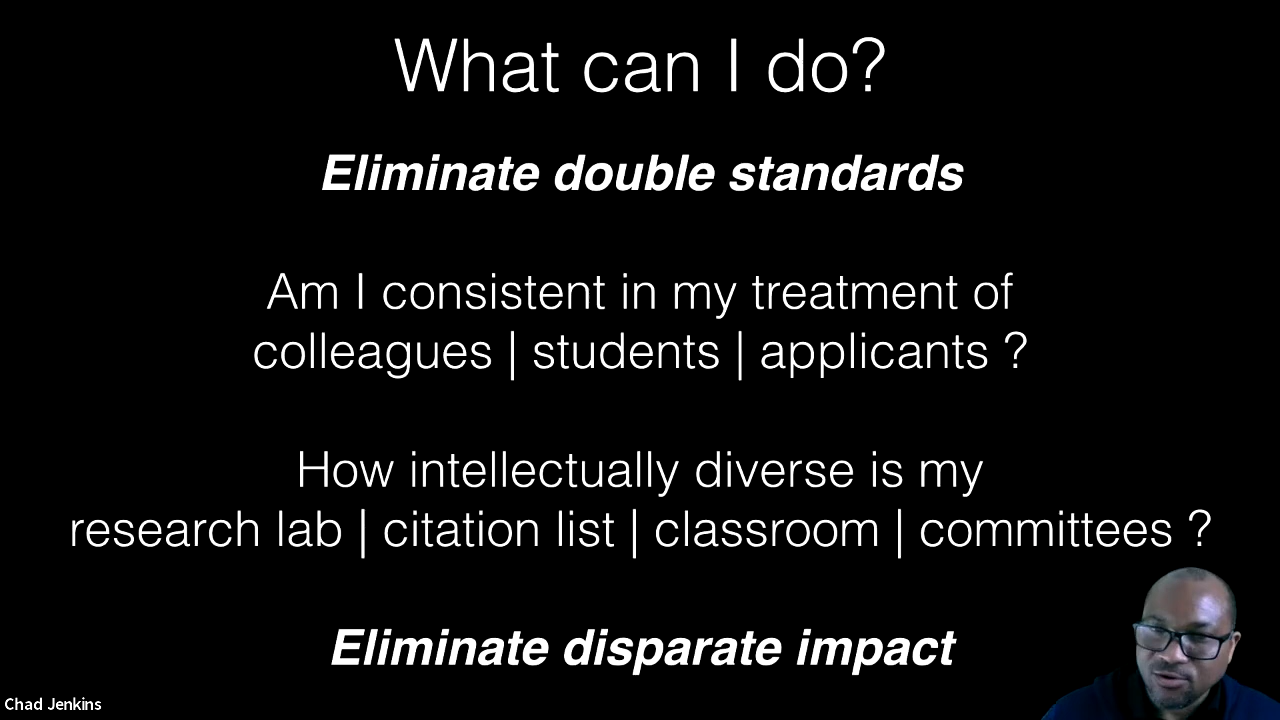 What can I do?
Eliminate double standards
Am I consistent in my treatment of
colleagues | students | applicants ?
How intellectually diverse is my
research lab | citation list | classroom | committees ?
Eliminate disparate impact
Chad Jenkins